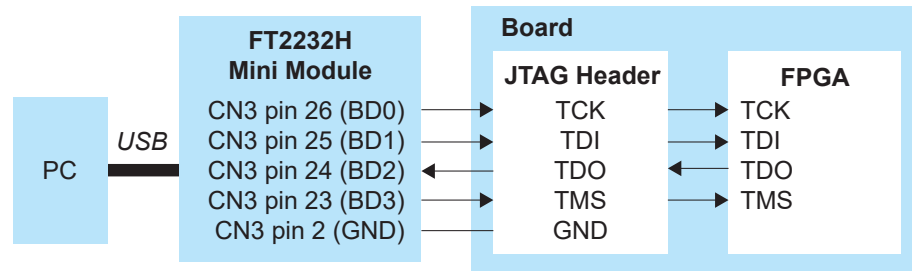 PC
USB
FT2232H
Mini Module
CN3 pin 26 (BD0)
CN3 pin 25 (BD1)
CN3 pin 24 (BD2)
CN3 pin 23 (BD3)
CN3 pin 2 (GND)
Board
JTAG Header
TCK
TDI
TDO
TMS
GND
FPGA
TCK
TDI
TDO
TMS